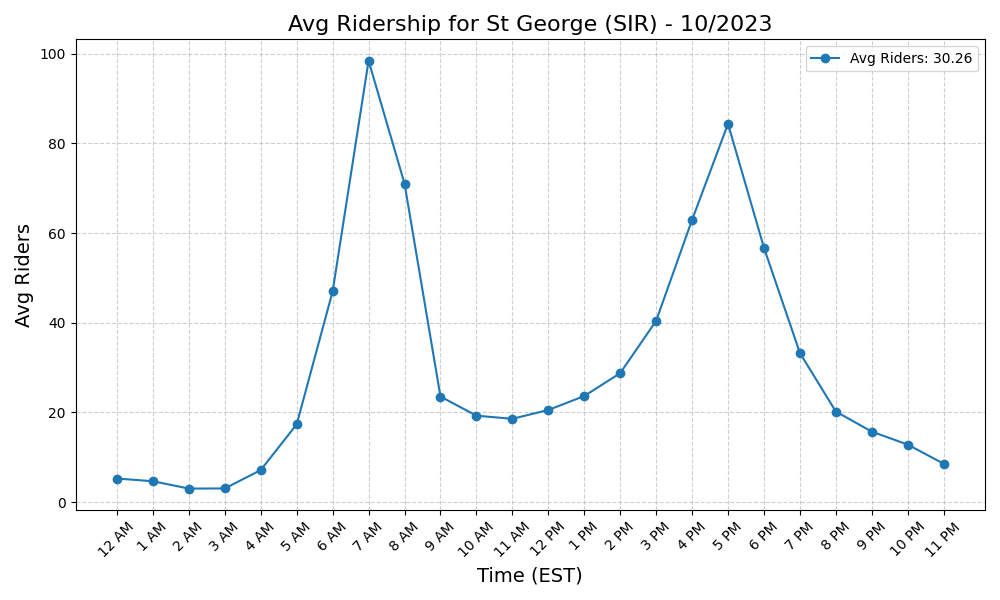 Avg Ridership for St George (SIR) - 10/2023
Avg Riders: 30.26
Avg Riders
100
80
60
40
20
0
12 AM
1 AM
2 AM
3 AM
4 AM
5 AM
6 AM
7 AM
8 AM
9 AM
10 AM
11 AM
12 PM
1 PM
2 PM
3 PM
4 PM
5 PM
6 PM
7 PM
8 PM
9 PM
10 PM
11 PM
Time (EST)